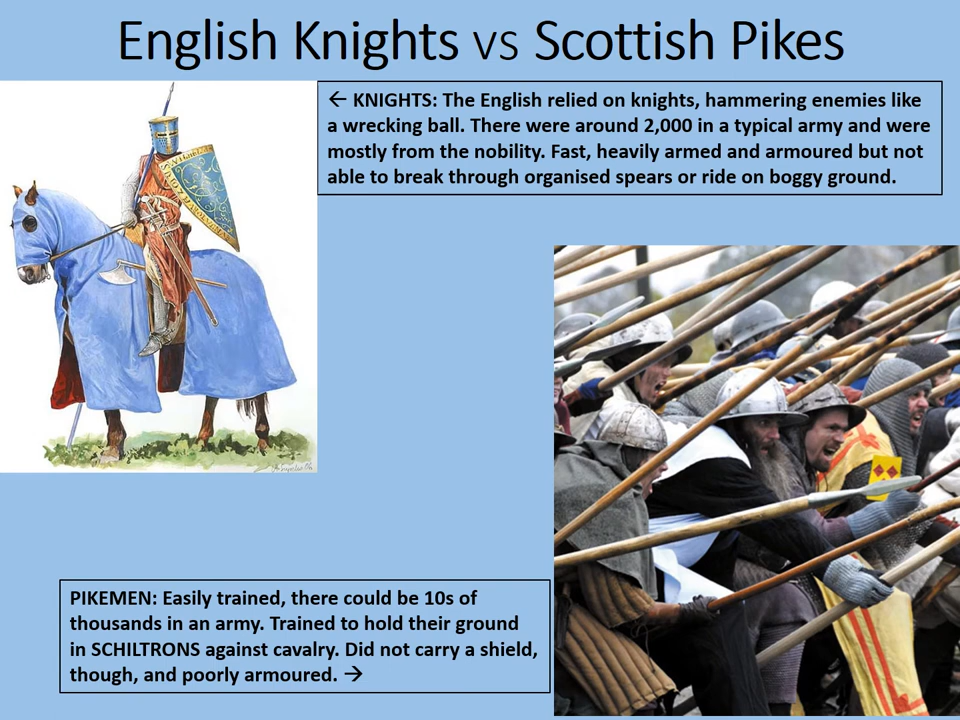 English Knights vs Scottish Pikes
← KNIGHTS: The English relied on knights, hammering enemies like
a wrecking ball. There were around 2,000 in a typical army and were
mostly from the nobility. Fast, heavily armed and armoured but not
able to break through organised spears or ride on boggy ground.
PIKEMEN: Easily trained, there could be 10s of
thousands in an army. Trained to hold their ground
in SCHILTRONS against cavalry. Did not carry a shield,
though, and poorly armoured. →